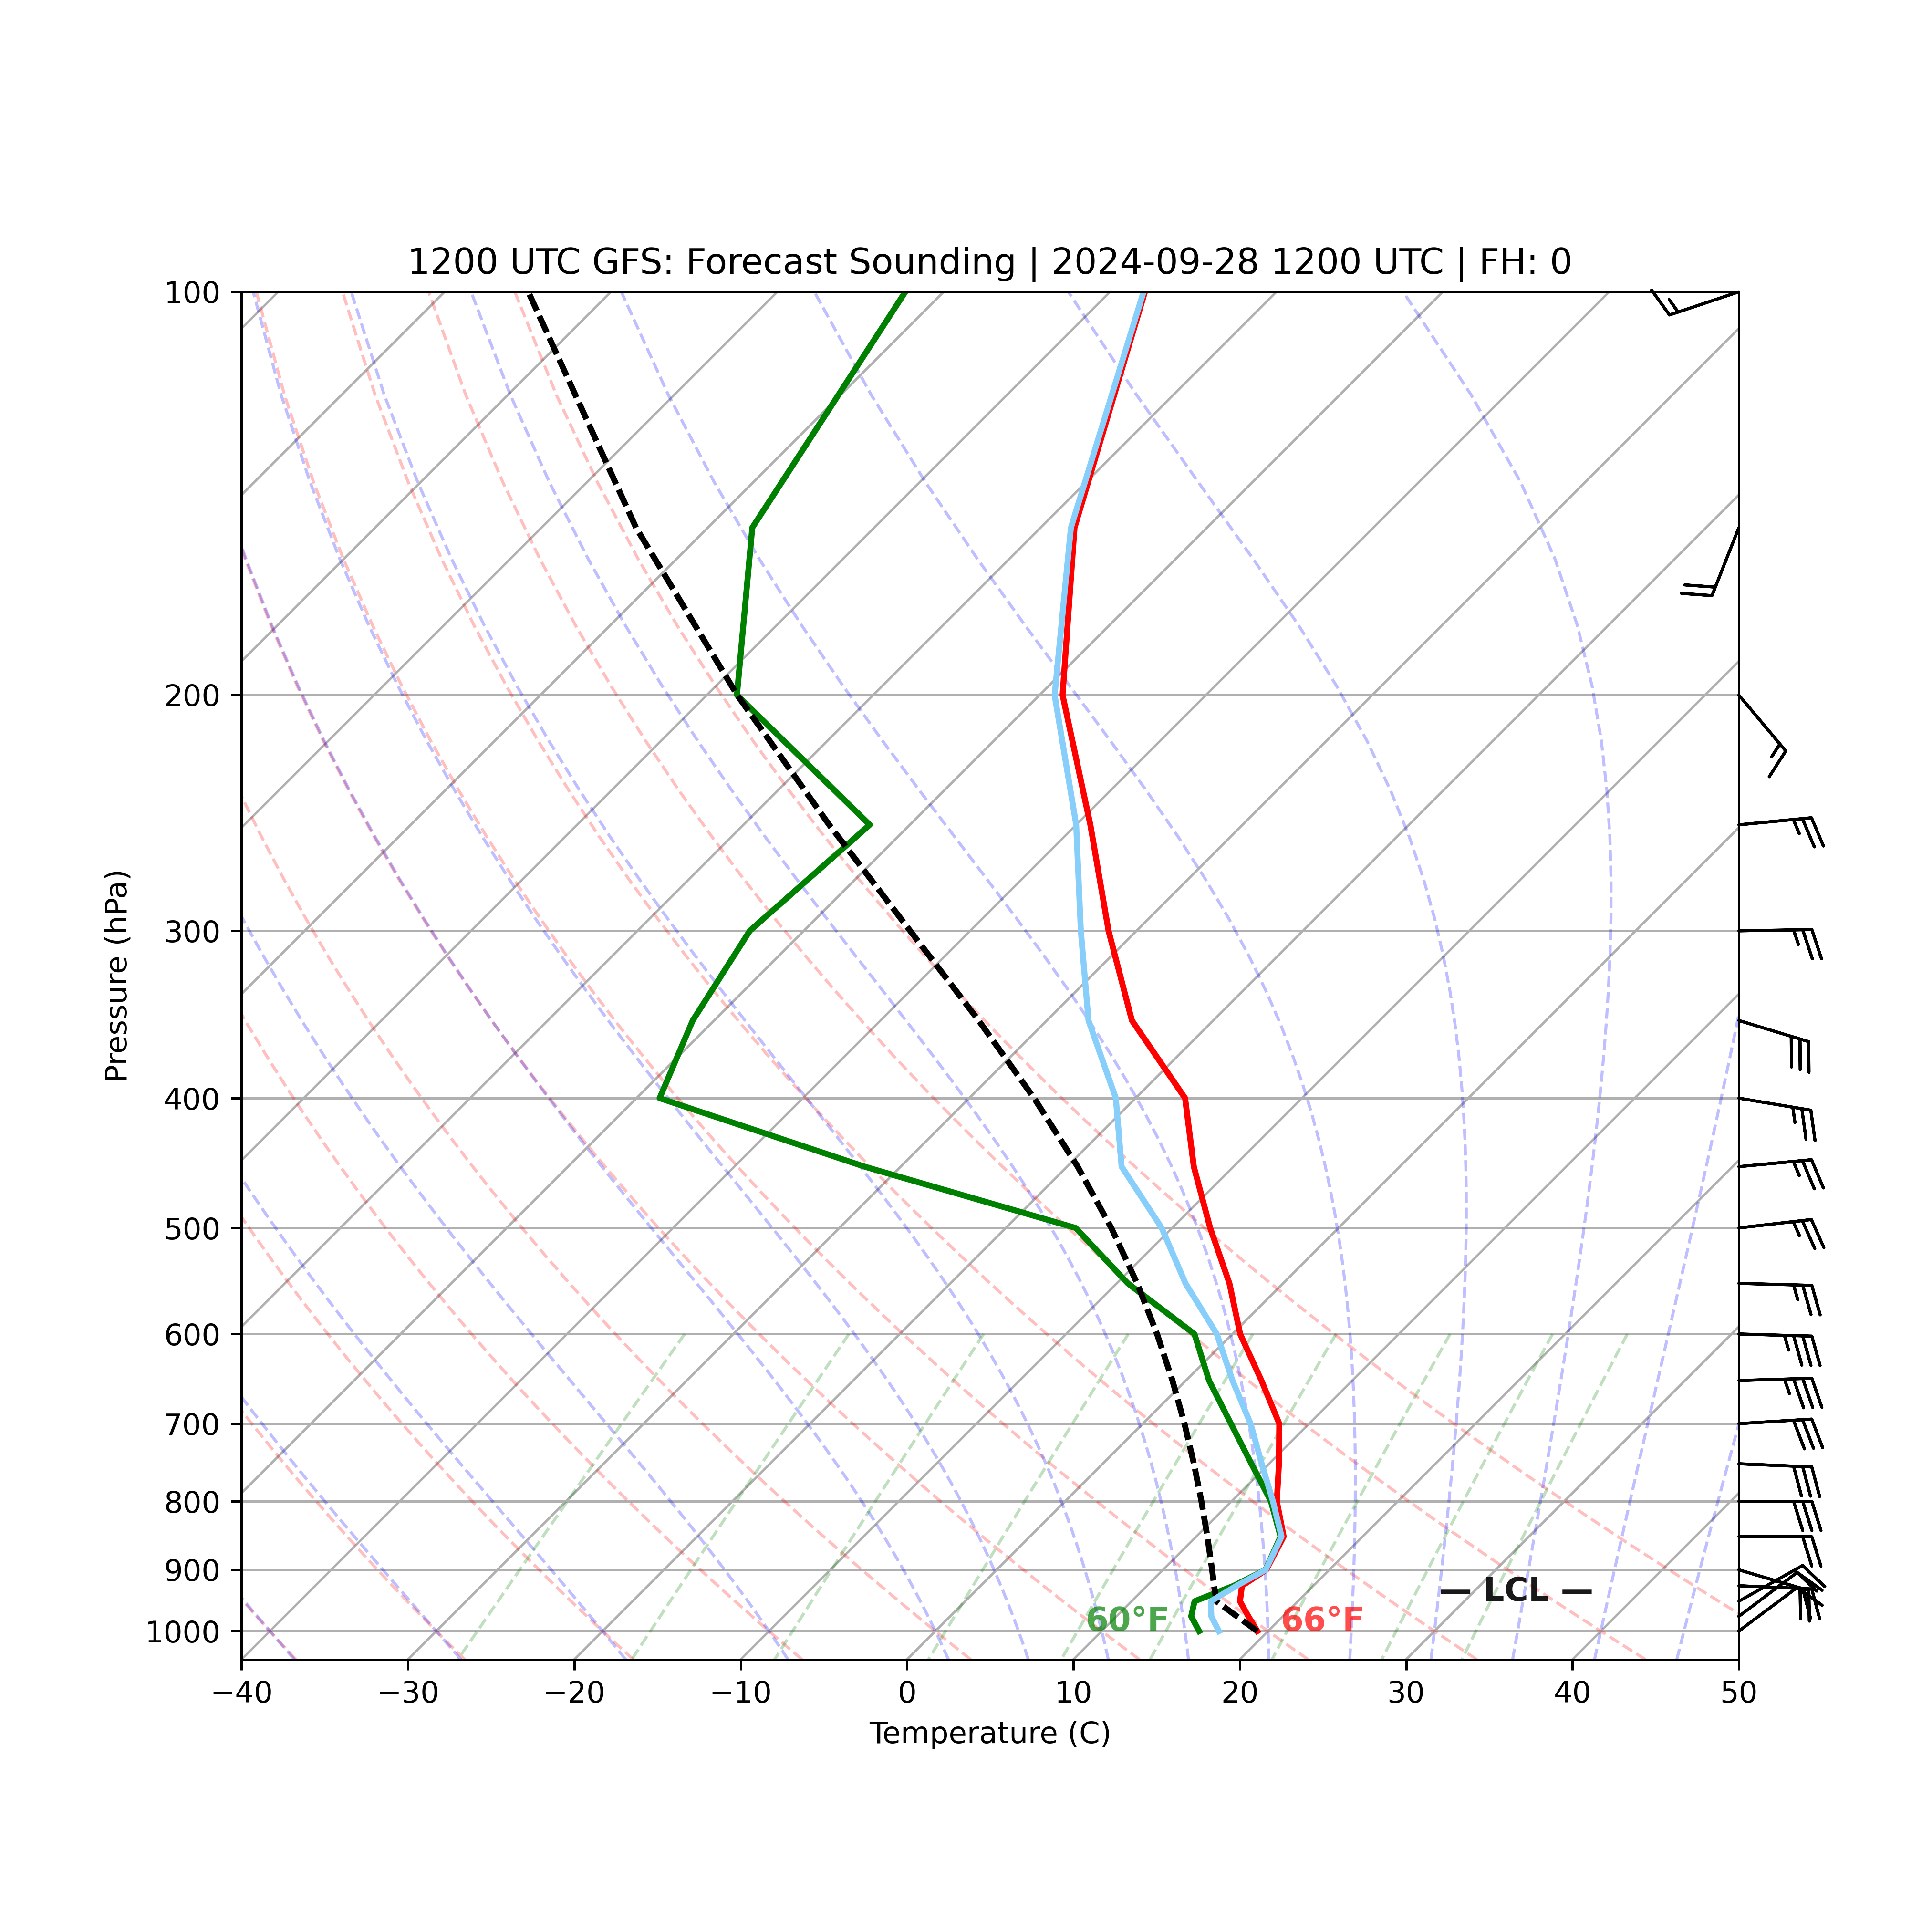 1200 UTC GFS: Forecast Sounding | 2024-09-28 1200 UTC | FH: 0
100
200
300
400
500
600
700
800
900
1000
Pressure (hPa)
— LCL —
60°F
66°F
−40 −30 −20 −10 0 10 20 30 40 50
Temperature (C)